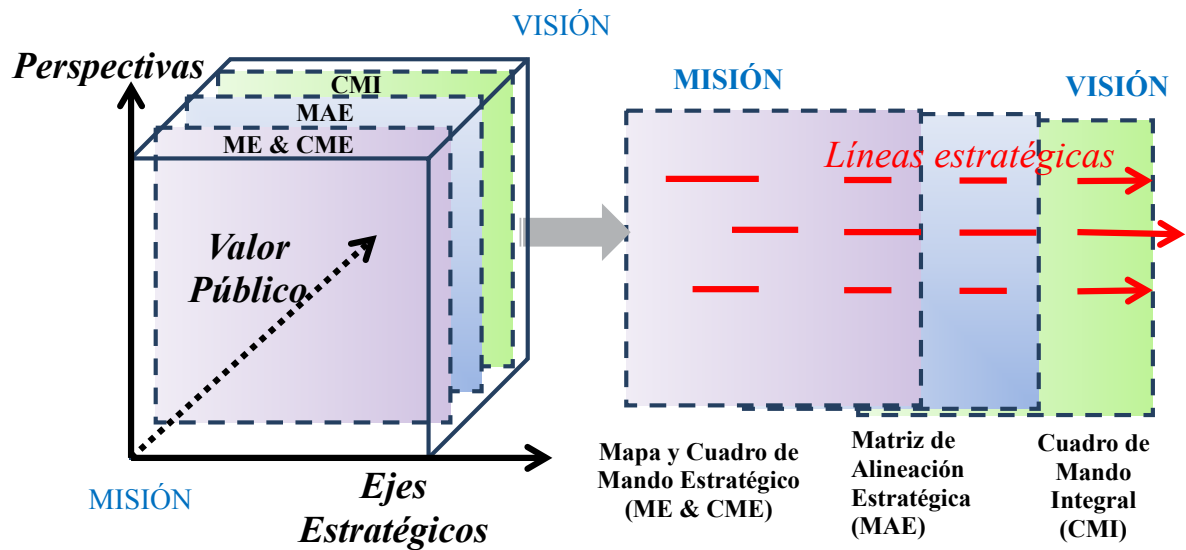 VISIÓN
Perspectivas
CMI
MAE
ME & CME
Valor
Público
MISIÓN
Ejes
Estratégicos
MISIÓN
VISIÓN
Líneas estratégicas
Mapa y Cuadro de
Mando Estratégico
(ME & CME)
Matriz de
Alineación
Estratégica
(MAE)
Cuadro de
Mando
Integral
(CMI)